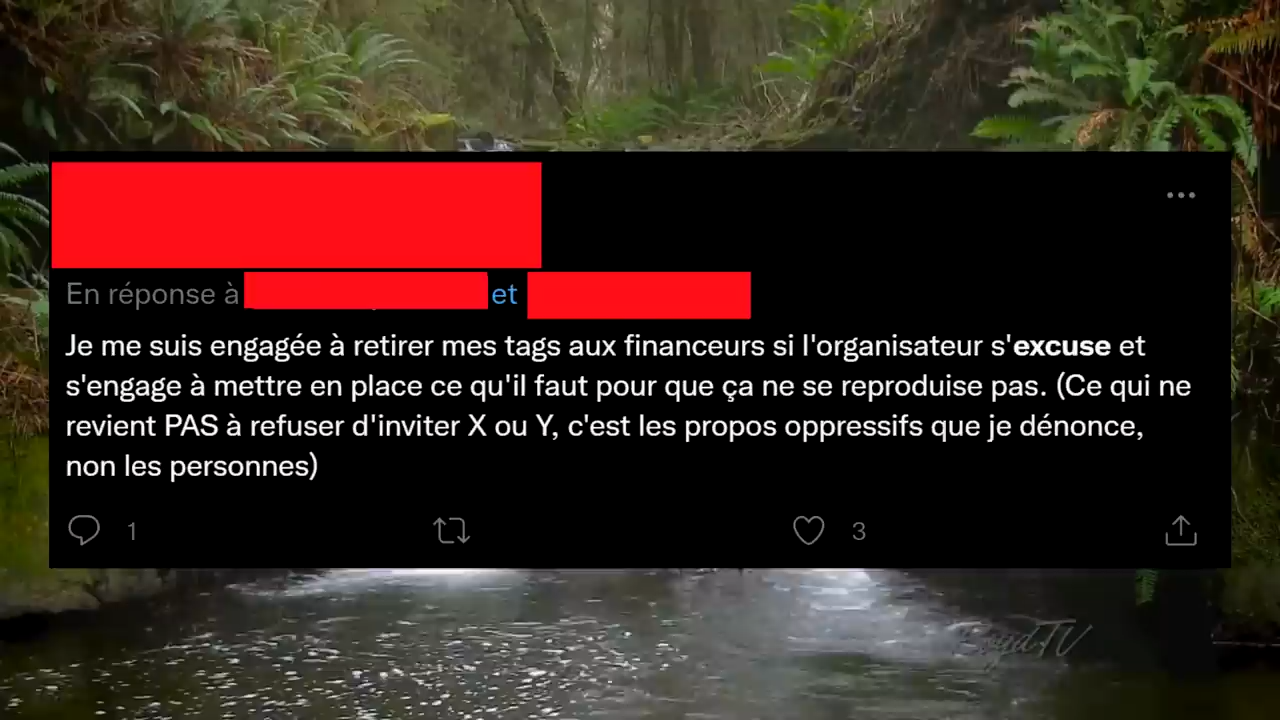 En réponse à et
Je me suis engagée à retirer mes tags aux financeurs si l'organisateur s'excuse et
s'engage à mettre en place ce qu'il faut pour que ça ne se reproduise pas. (Ce qui ne
revient PAS à refuser d'inviter X ou Y, c'est les propos oppressifs que je dénonce,
non les personnes)
1 3
BoydTV